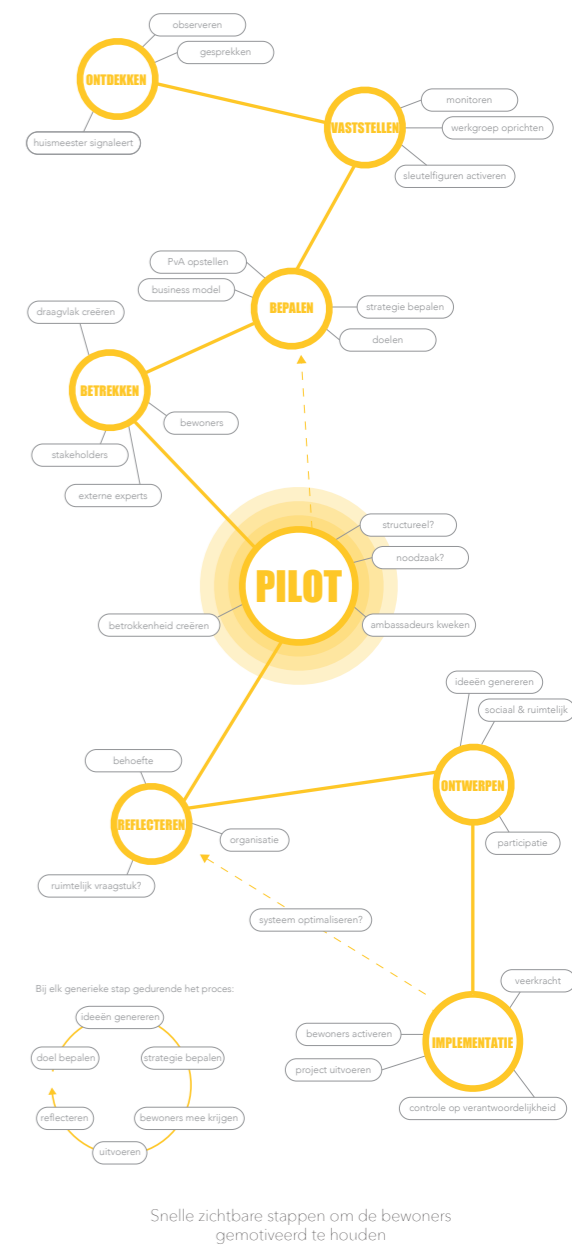 observeren
gesprekken
ONTDEKKEN
huismeester signaleert
monitoren
VASTSTELLEN
werkgroep oprichten
sleutelfiguren activeren
PvA opstellen
business model
BEPALEN
strategie bepalen
doelen
draagvlak creëren
BETREKKEN
bewoners
stakeholders
externe experts
structureel?
noodzaak?
PILOT
betrokkenheid creëren
ambassadeurs kweken
ideeën genereren
sociaal & ruimtelijk
ONTWERPEN
participatie
behoefte
REFLECTEREN
organisatie
ruimtelijk vraagstuk?
systeem optimaliseren?
veerkracht
bewoners activeren
IMPLEMENTATIE
project uitvoeren
controle op verantwoordelijkheid
Bij elk generieke stap gedurende het proces:
ideeën genereren
doel bepalen
strategie bepalen
reflecteren
bewoners mee krijgen
uitvoeren
Snelle zichtbare stappen om de bewoners
gemotiveerd te houden